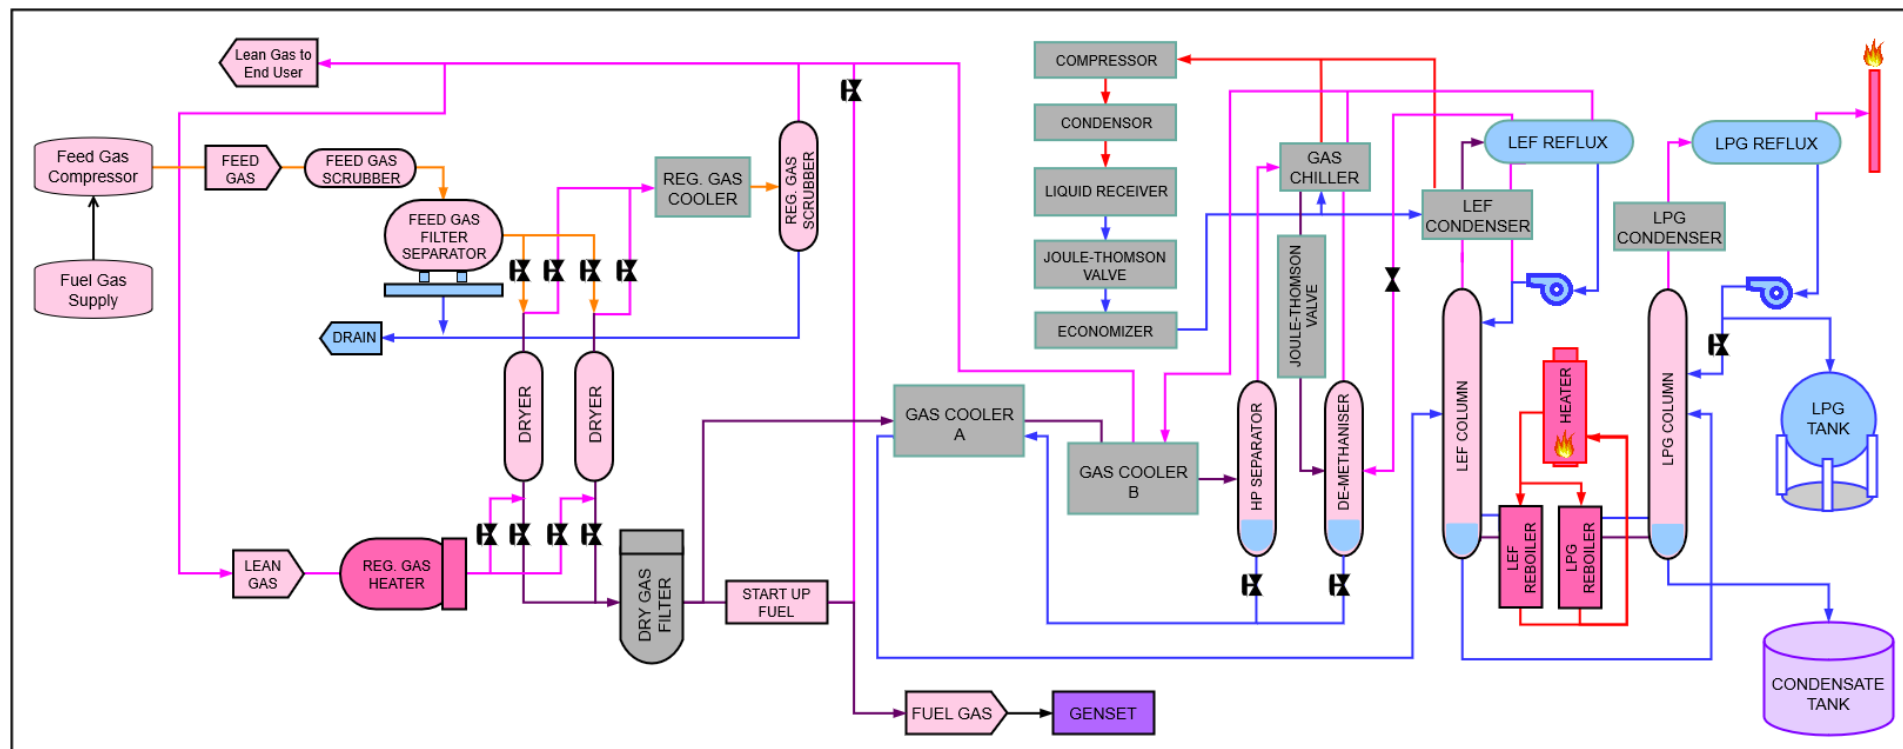 Lean Gas to
End User
Feed Gas
Compressor
FEED
GAS
FEED GAS
SCRUBBER
Fuel Gas
Supply
FEED GAS
FILTER
SEPARATOR
DRAIN
REG. GAS
COOLER
REG. GAS
SCRUBBER
DRYER
DRYER
LEAN
GAS
REG. GAS
HEATER
DRY GAS
FILTER
START UP
FUEL
FUEL GAS
GENSET
GAS COOLER
A
GAS COOLER
B
COMPRESSOR
CONDENSOR
LIQUID RECEIVER
JOULE-THOMSON
VALVE
ECONOMIZER
GAS
CHILLER
JOULE-THOMSON
VALVE
HP SEPARATOR
DE-METHANISER
LEF REFLUX
LEF
CONDENSER
LEF COLUMN
HEATER
LEF
REBOILER
LPG
REBOILER
LPG REFLUX
LPG
CONDENSER
LPG COLUMN
LPG
TANK
CONDENSATE
TANK